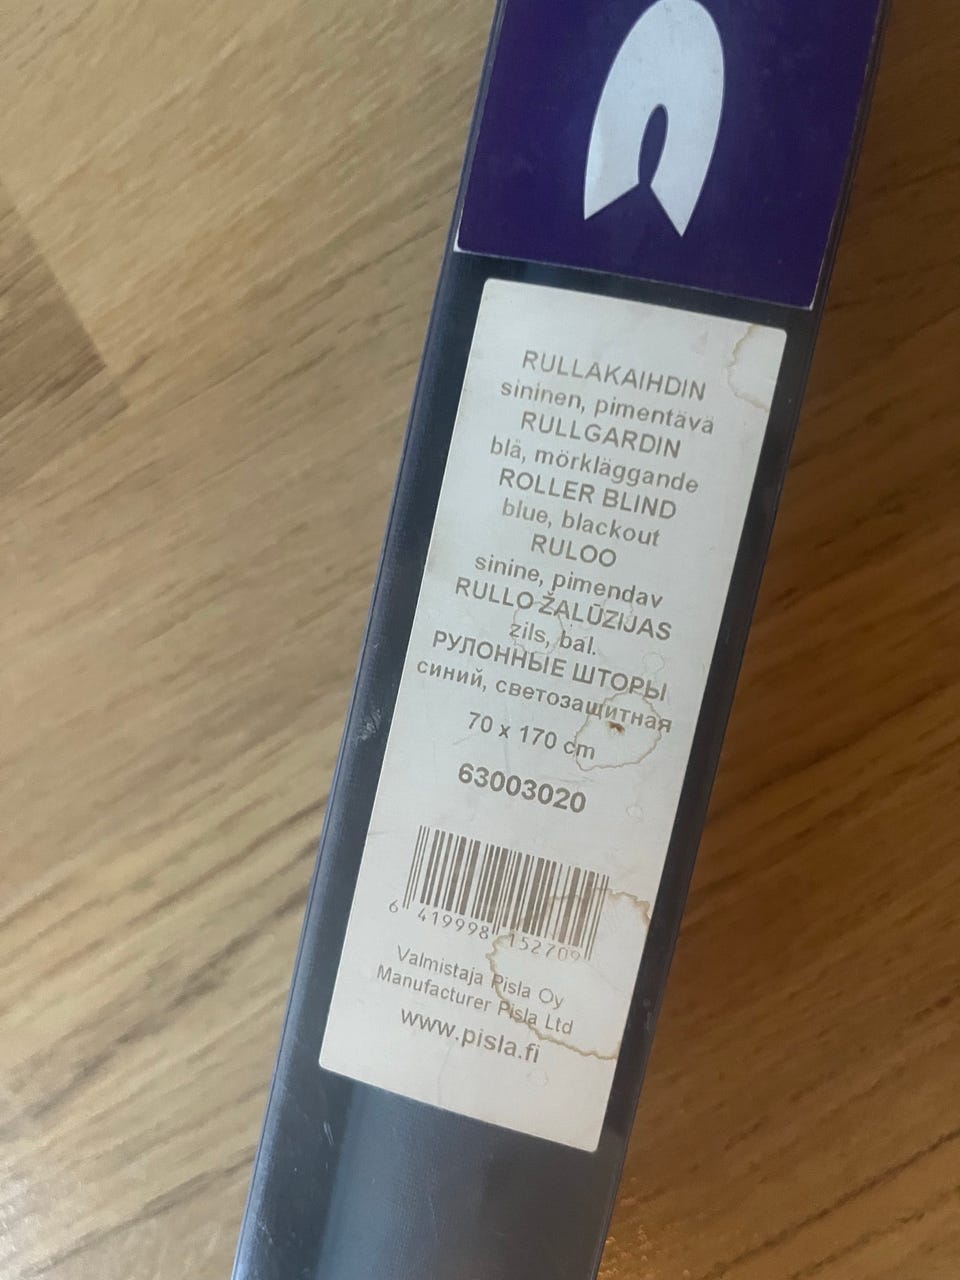 RULLAKAIHDIN
sininen, pimentävä
RULLGARDIN
blå, mörkläggande
ROLLER BLIND
blue, blackout
RULOO
sinine, pimendav
RULLO ŽALŪZIJAS
zils, bal.
РУЛОННЫЕ ШТОРЫ
синий, светозащитная
70 x 170 cm
63003020
6 419998 152709
Valmistaja Pisla Oy
Manufacturer Pisla Ltd
www.pisla.fi